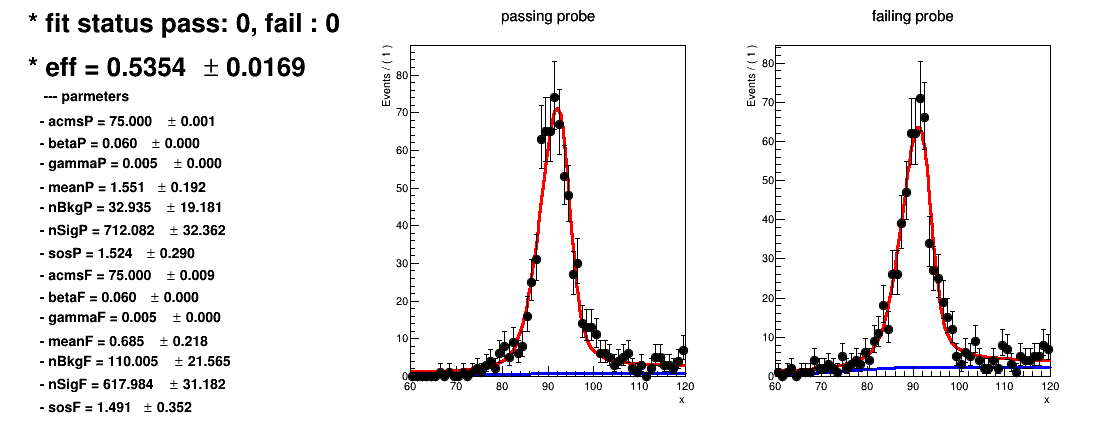 * fit status pass: 0, fail : 0
* eff = 0.5354 ± 0.0169
--- parmeters
- acmsP = 75.000 ± 0.001
- betaP = 0.060 ± 0.000
- gammaP = 0.005 ± 0.000
- meanP = 1.551 ± 0.192
- nBkgP = 32.935 ± 19.181
- nSigP = 712.082 ± 32.362
- sosP = 1.524 ± 0.290
- acmsF = 75.000 ± 0.009
- betaF = 0.060 ± 0.000
- gammaF = 0.005 ± 0.000
- meanF = 0.685 ± 0.218
- nBkgF = 110.005 ± 21.565
- nSigF = 617.984 ± 31.182
- sosF = 1.491 ± 0.352
passing probe
Events / ( 1 )
80
70
60
50
40
30
20
10
0
60 70 80 90 100 110 120
x
failing probe
Events / ( 1 )
80
70
60
50
40
30
20
10
0
60 70 80 90 100 110 120
x